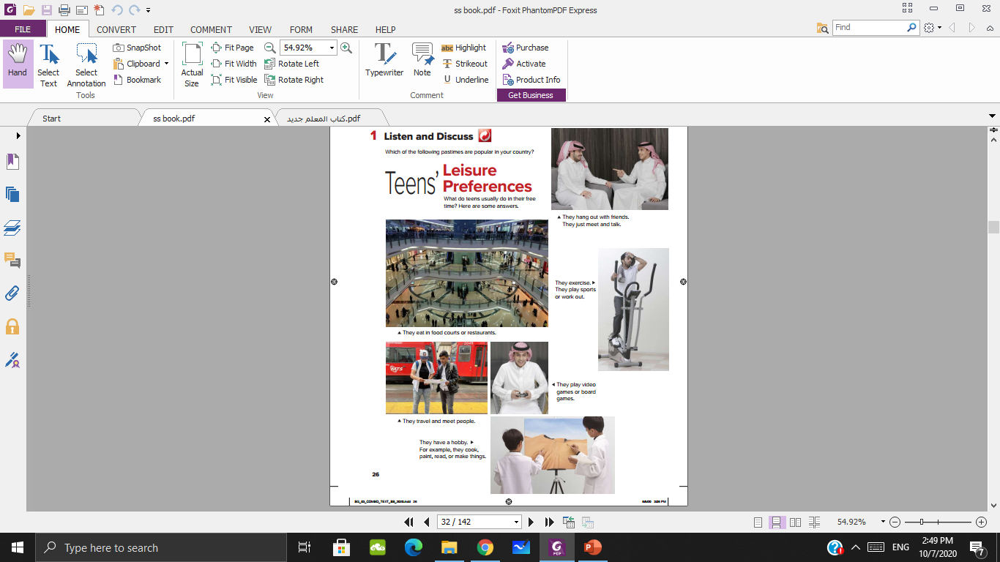 ss book.pdf - Foxit PhantomPDF Express
FILE
HOME
CONVERT
EDIT
COMMENT
VIEW
FORM
SHARE
HELP
Find
Hand
Select
Text
Select
Annotation
SnapShot
Clipboard
Bookmark
Tools
Actual
Size
Fit Page
Fit Width
Fit Visible
54.92%
Rotate Left
Rotate Right
View
Typewriter
Note
abc Highlight
T Strikeout
U Underline
Comment
Purchase
Activate
Product Info
Get Business
Start
ss book.pdf
كتاب المعلم جديد.pdf
1 Listen and Discuss
Which of the following pastimes are popular in your country?
Teens’ Leisure
Preferences
What do teens usually do in their free
time? Here are some answers.
They hang out with friends.
They just meet and talk.
They exercise.
They play sports
or work out.
They eat in food courts or restaurants.
They play video
games or board
games.
They travel and meet people.
They have a hobby.
For example, they cook,
paint, read, or make things.
26
32 / 142
54.92%
Type here to search
ENG
2:49 PM
10/7/2020
7